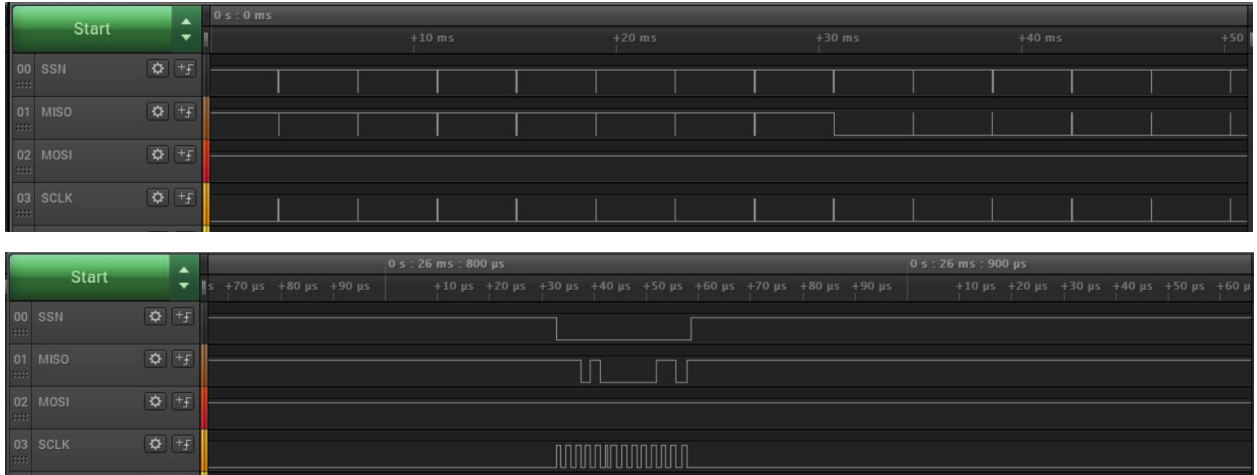 Start
0 s : 0 ms
+10 ms +20 ms +30 ms +40 ms +50
00 SSN
01 MISO
02 MOSI
03 SCLK
Start
0 s : 26 ms : 800 µs 0 s : 26 ms : 900 µs
s +70 µs +80 µs +90 µs +10 µs +20 µs +30 µs +40 µs +50 µs +60 µs +70 µs +80 µs +90 µs +10 µs +20 µs +30 µs +40 µs +50 µs +60 µ
00 SSN
01 MISO
02 MOSI
03 SCLK